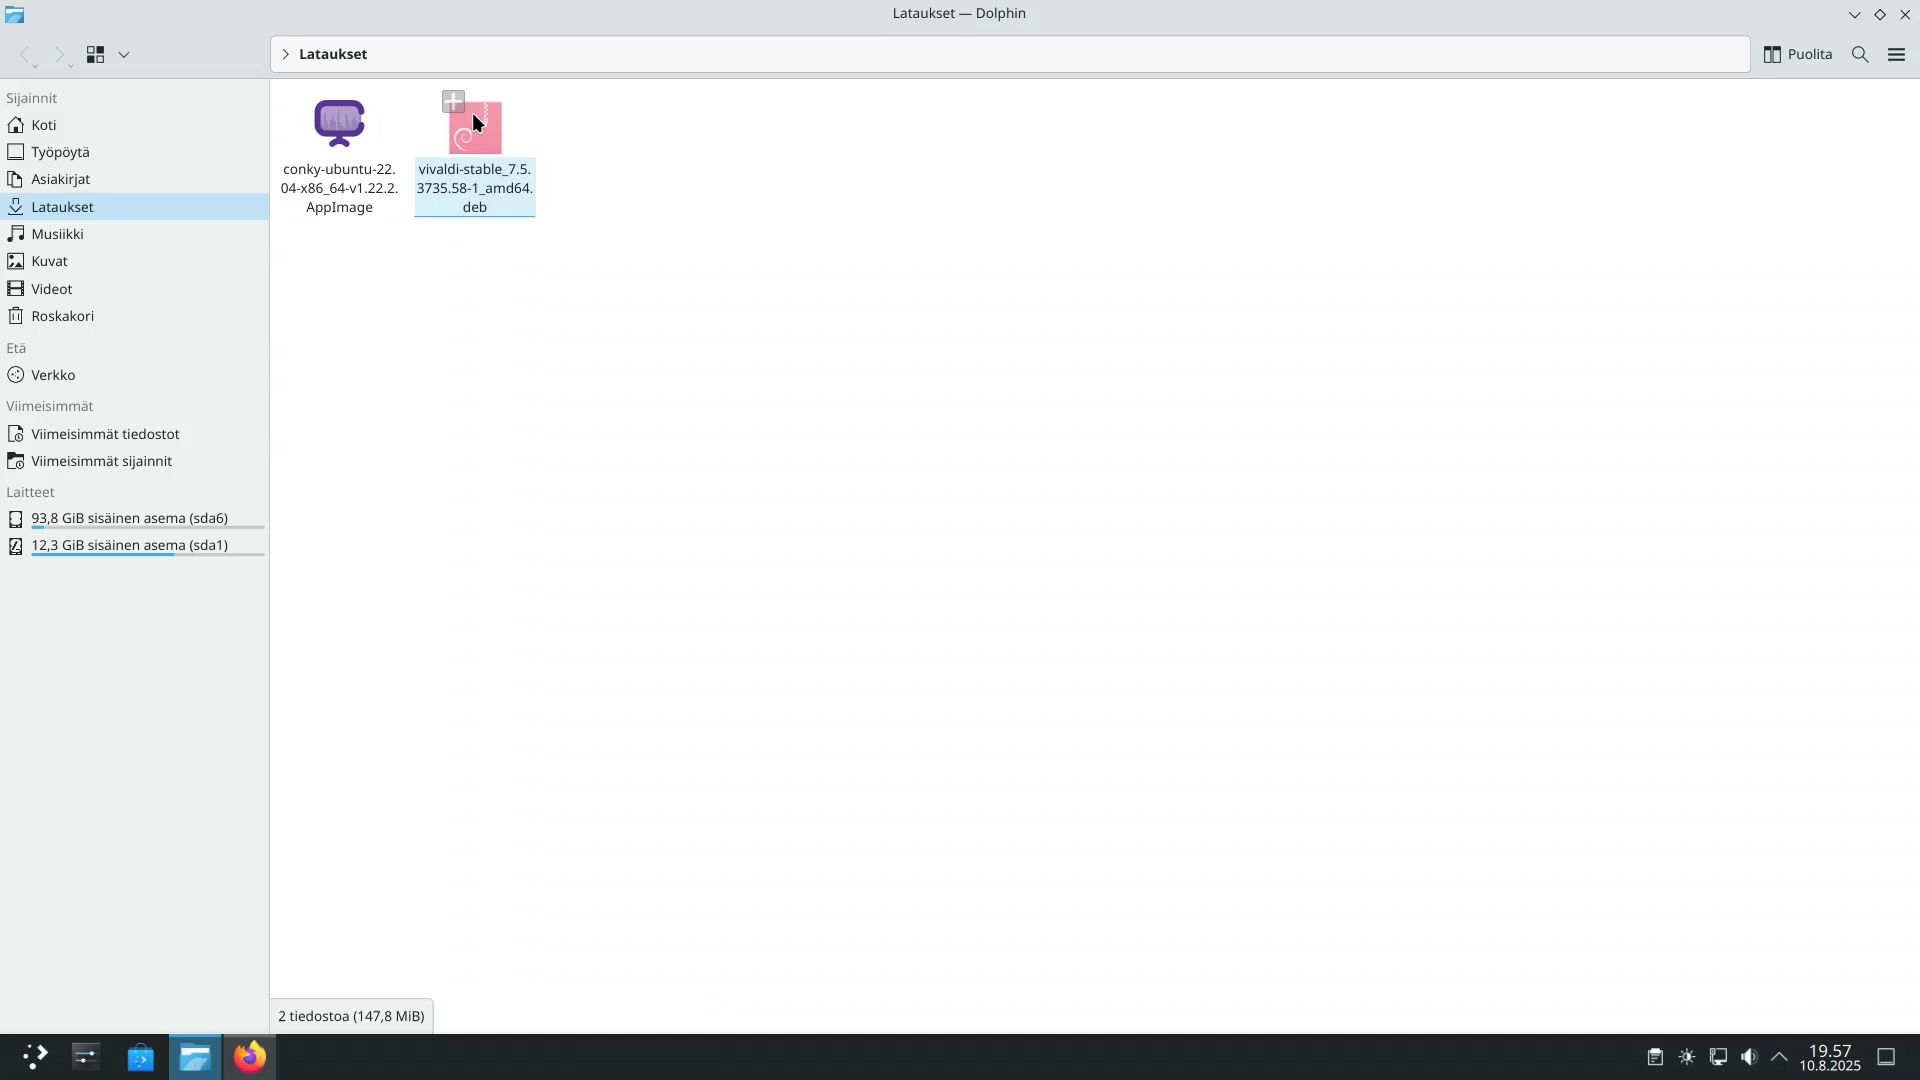 Lataukset — Dolphin
Lataukset
Puolita
Sijainnit
Koti
Työpöytä
Asiakirjat
Lataukset
Musiikki
Kuvat
Videot
Roskakori
Etä
Verkko
Viimeisimmät
Viimeisimmät tiedostot
Viimeisimmät sijainnit
Laitteet
93,8 GiB sisäinen asema (sda6)
12,3 GiB sisäinen asema (sda1)
conky-ubuntu-22.
04-x86_64-v1.22.2.
AppImage
vivaldi-stable_7.5.
3735.58-1_amd64.
deb
2 tiedostoa (147,8 MiB)
19.57
10.8.2025